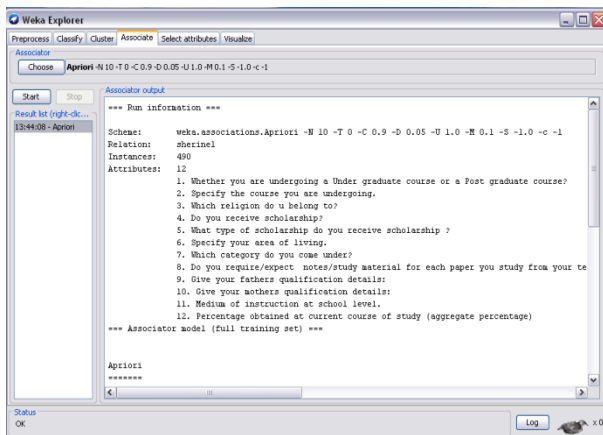 Weka Explorer
Preprocess Classify Cluster Associate Select attributes Visualize
Associator
Choose Apriori -N 10 -T 0 -C 0.9 -D 0.05 -U 1.0 -M 0.1 -S -1.0 -c -1
Start Stop
Associator output
Result list (right-clic...
13:44:08 - Apriori
=== Run information ===
Scheme: weka.associations.Apriori -N 10 -T 0 -C 0.9 -D 0.05 -U 1.0 -M 0.1 -S -1.0 -c -1
Relation: sherinel
Instances: 490
Attributes: 12
1. Whether you are undergoing a Under graduate course or a Post graduate course?
2. Specify the course you are undergoing.
3. Which religion do u belong to?
4. Do you receive scholarship?
5. What type of scholarship do you receive scholarship ?
6. Specify your area of living.
7. Which category do you come under?
8. Do you require/expect notes/study material for each paper you study from your te
9. Give your fathers qualification details:
10. Give your mothers qualification details:
11. Medium of instruction at school level.
12. Percentage obtained at current course of study (aggregate percentage)
=== Associator model (full training set) ===
Apriori
=======
Status
OK
Log
x 0